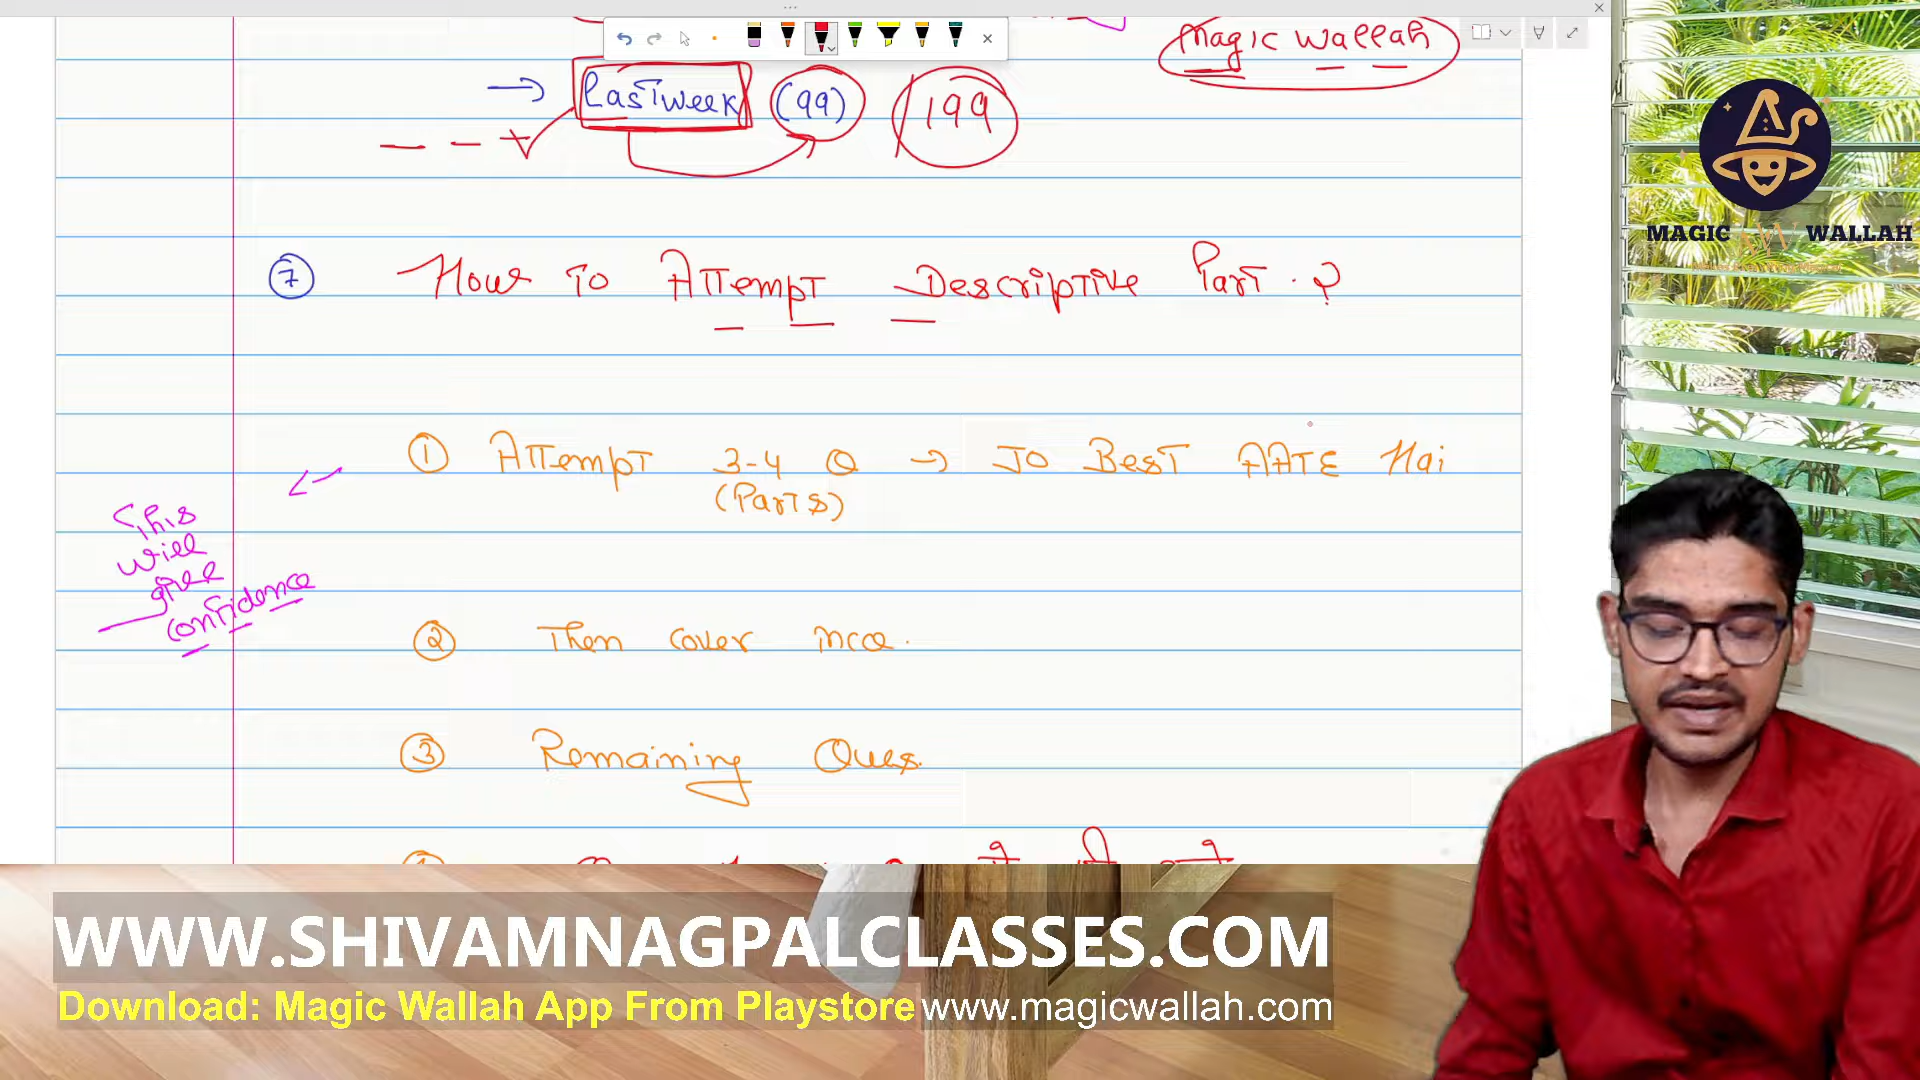 magic wallah
→ Lastweek (99) 199
MAGIC WALLAH
⑦ How To Attempt Descriptive Part . ?
① Attempt 3-4 Q → JO Best AATE Hai
(Parts)
This
will
give
confidence
② Then cover mcq.
③ Remaining Ques.
WWW.SHIVAMNAGPALCLASSES.COM
Download: Magic Wallah App From Playstore www.magicwallah.com